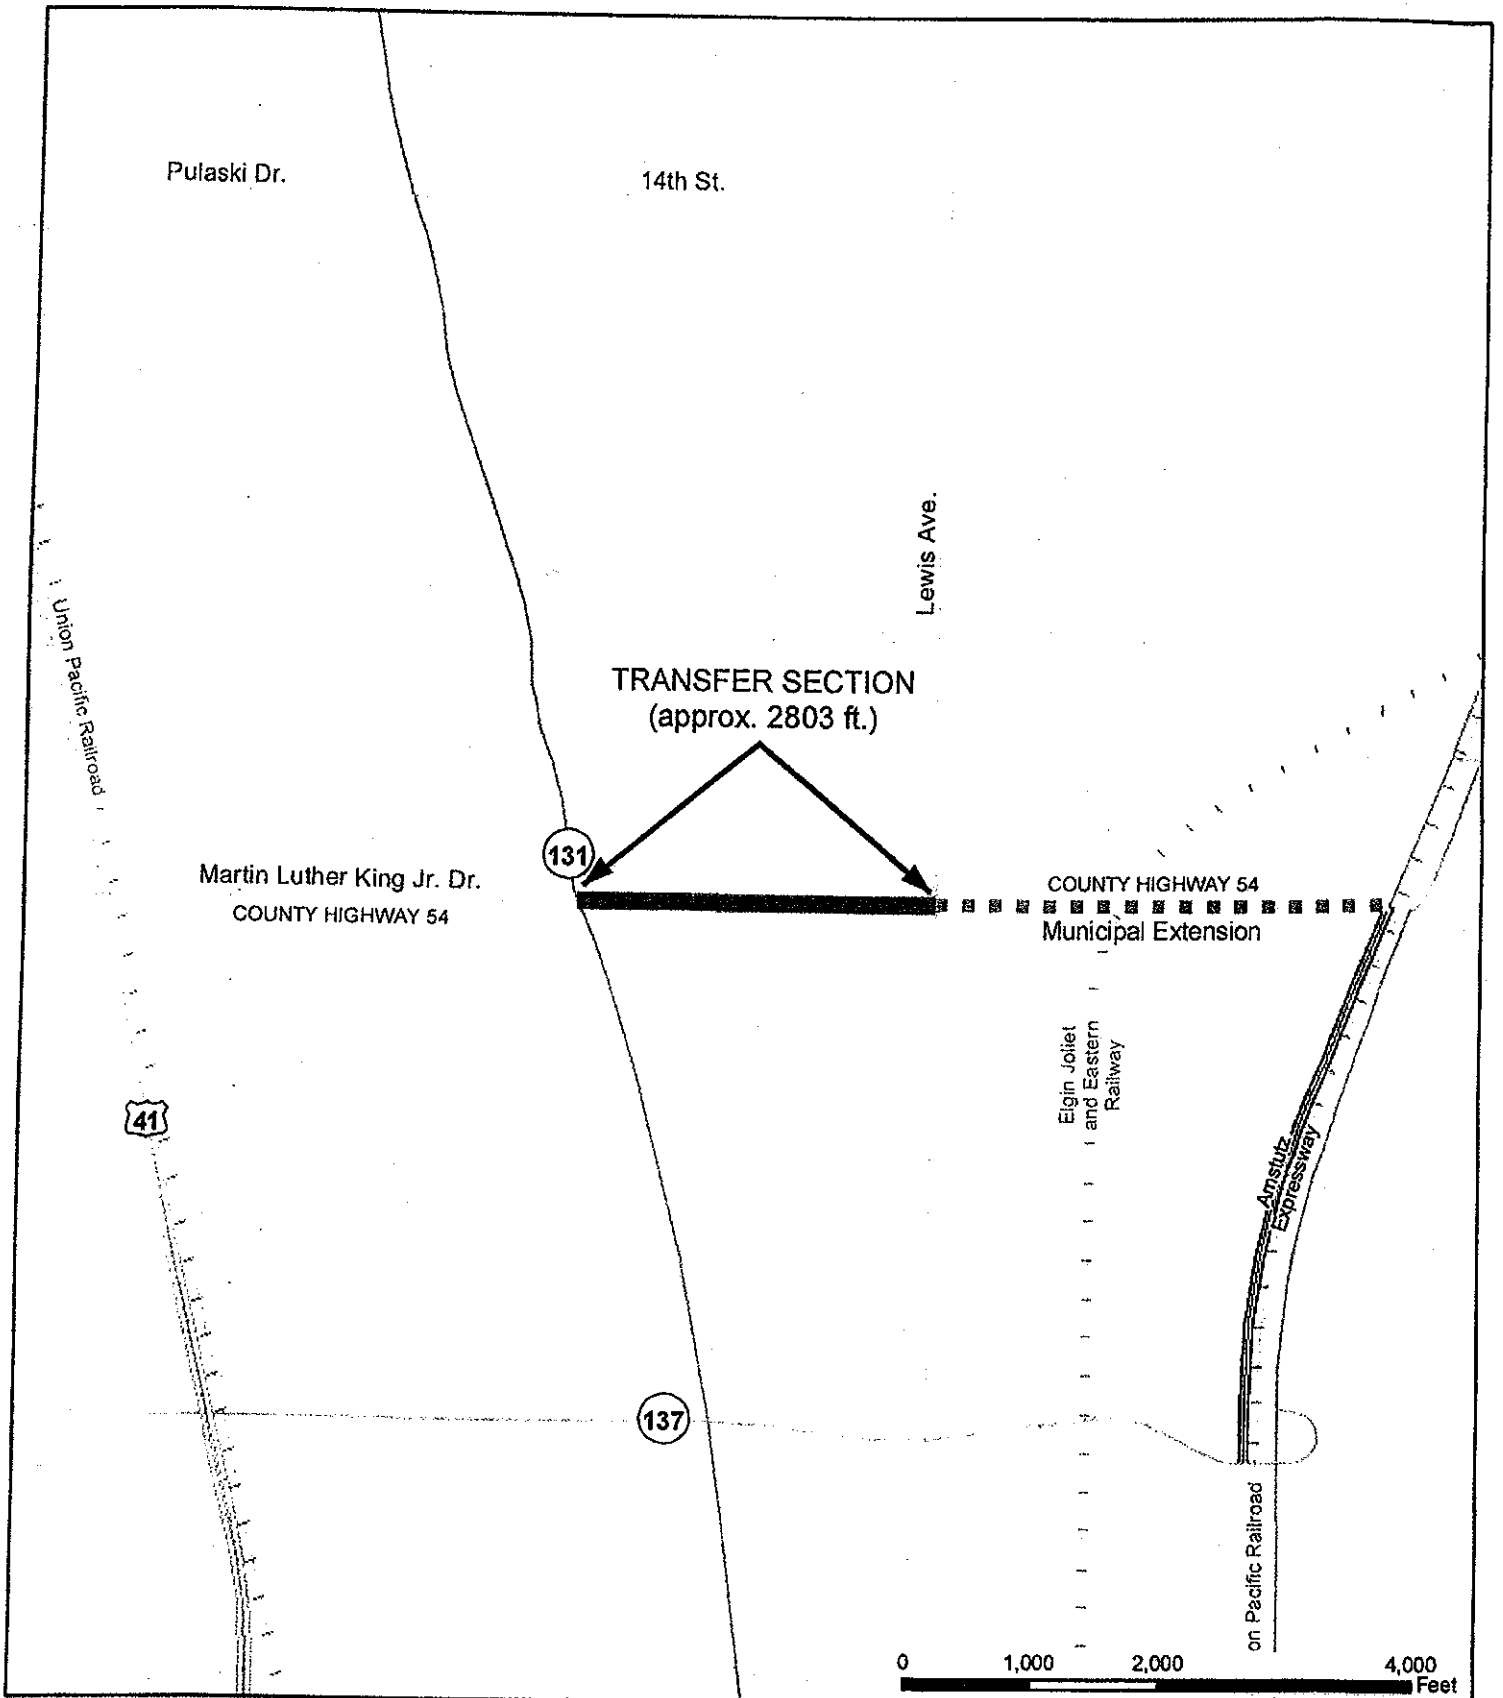 Pulaski Dr.
14th St.
Lewis Ave.
Union Pacific Railroad
TRANSFER SECTION
(approx. 2803 ft.)
131
Martin Luther King Jr. Dr.
COUNTY HIGHWAY 54
COUNTY HIGHWAY 54
Municipal Extension
Elgin Joliet
and Eastern
Railway
41
Amstutz
Expressway
137
on Pacific Railroad
0 1,000 2,000 4,000
Feet